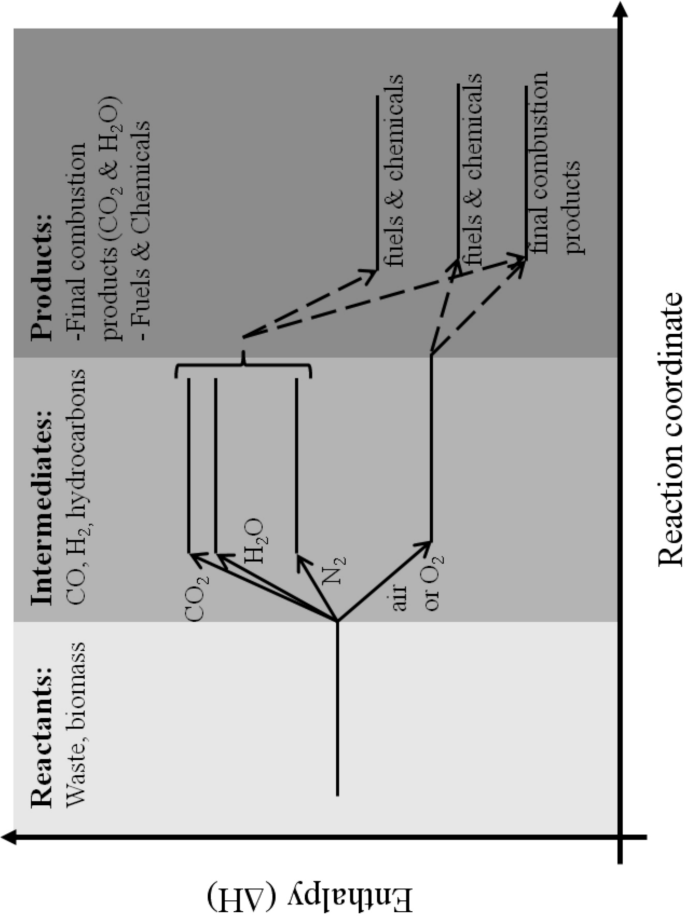 Reactants:
Waste, biomass
Intermediates:
CO, H₂, hydrocarbons
Products:
-Final combustion
products (CO₂ & H₂O)
- Fuels & Chemicals
CO₂
H₂O
N₂
air
or O₂
fuels & chemicals
fuels & chemicals
final combustion
products
Enthalpy (ΔH)
Reaction coordinate